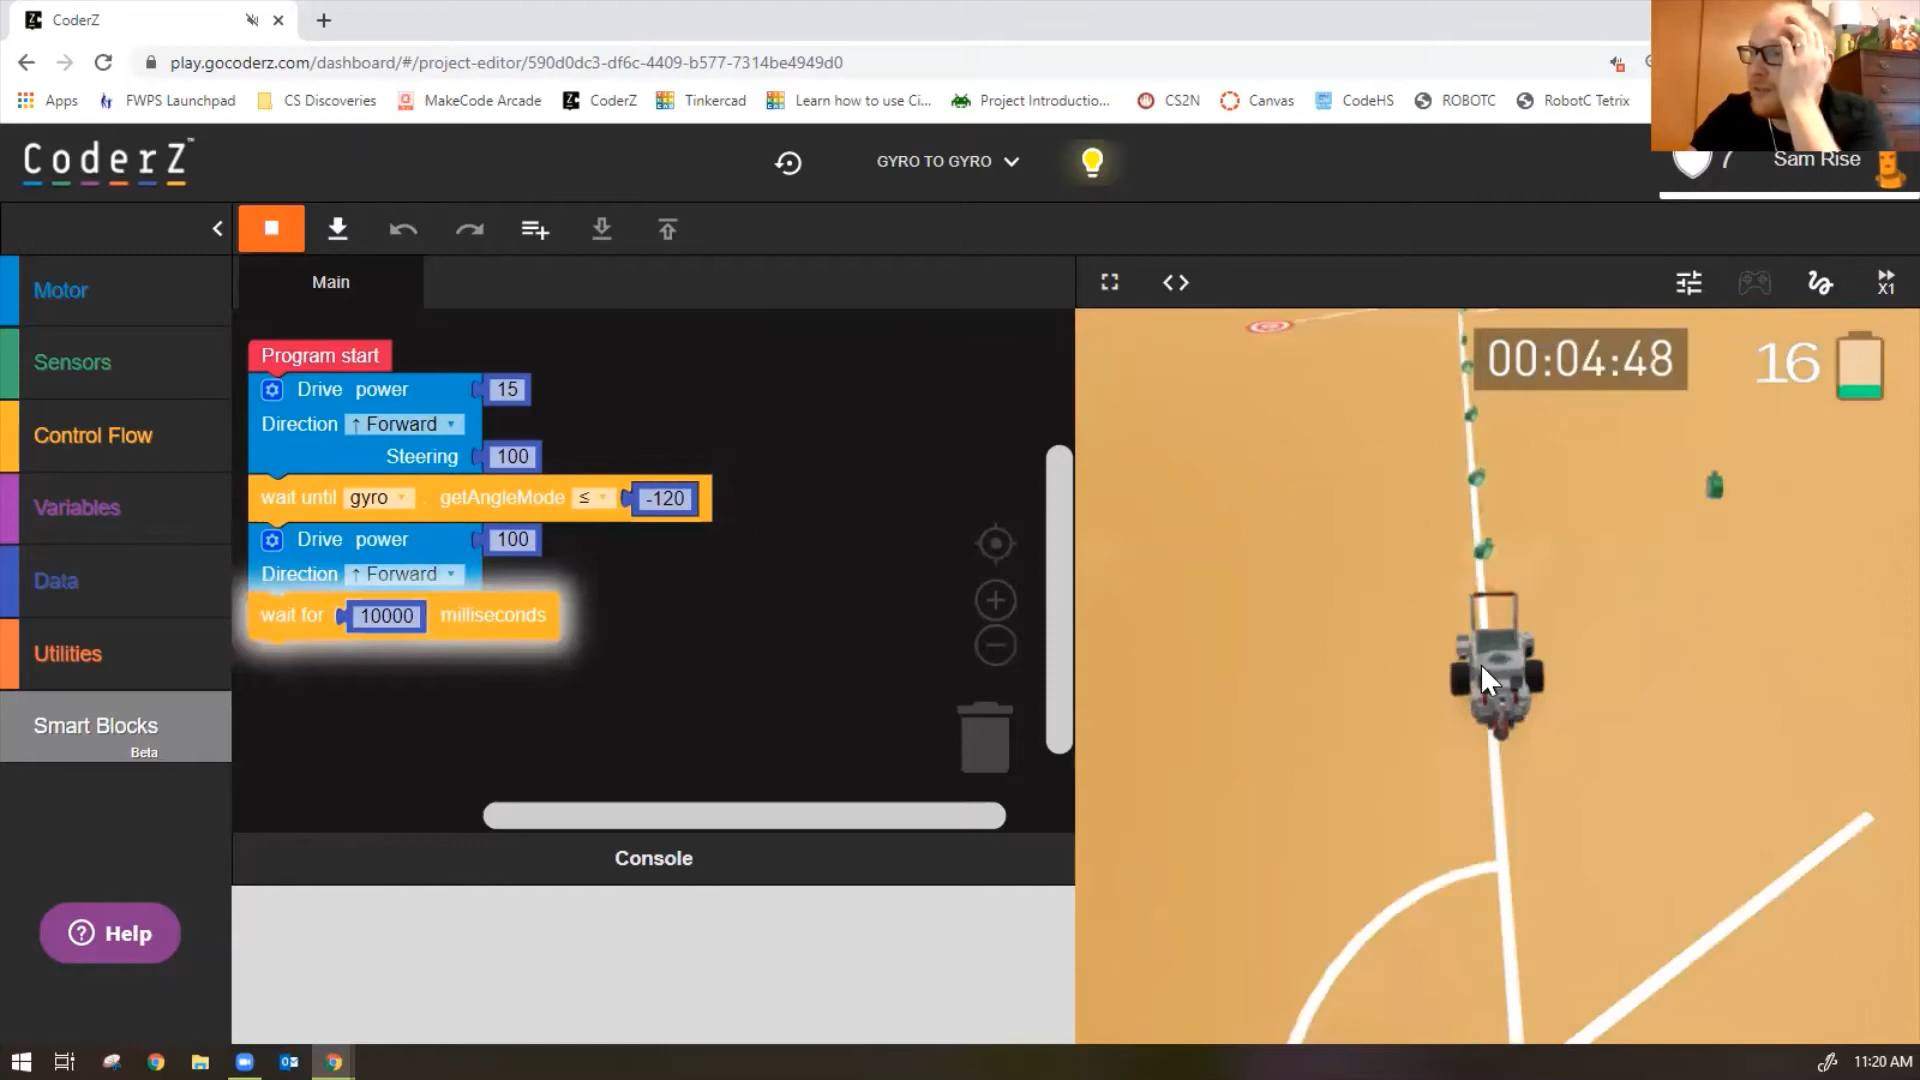 CoderZ
play.gocoderz.com/dashboard/#/project-editor/590d0dc3-df6c-4409-b577-7314be4949d0
Apps FWPS Launchpad CS Discoveries MakeCode Arcade CoderZ Tinkercad Learn how to use Ci... Project Introductio... CS2N Canvas CodeHS ROBOTC RobotC Tetrix
CoderZ™
GYRO TO GYRO
7
Sam Rise
Motor
Sensors
Control Flow
Variables
Data
Utilities
Smart Blocks
Beta
Help
Main
Program start
Drive power 15
Direction ↑ Forward
Steering 100
wait until gyro . getAngleMode ≤ -120
Drive power 100
Direction ↑ Forward
wait for 10000 milliseconds
Console
X1
00:04:48
16
11:20 AM